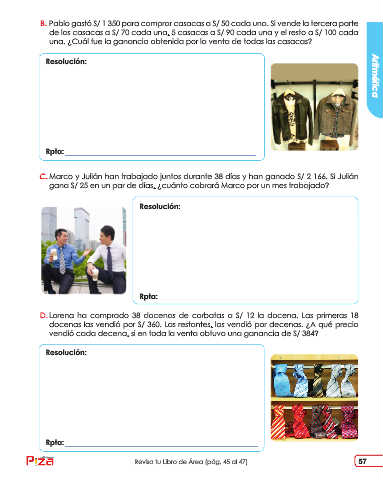 B. Pablo gastó S/ 1 350 para comprar casacas a S/ 50 cada una. Si vende la tercera parte
de las casacas a S/ 70 cada una, 5 casacas a S/ 90 cada una y el resto a S/ 100 cada
una. ¿Cuál fue la ganancia obtenida por la venta de todas las casacas?
Resolución:
Rpta:
Aritmética
C. Marco y Julián han trabajado juntos durante 38 días y han ganado S/ 2 166. Si Julián
gana S/ 25 en un par de días, ¿cuánto cobrará Marco por un mes trabajado?
Resolución:
Rpta:
D. Lorena ha comprado 38 docenas de corbatas a S/ 12 la docena. Las primeras 18
docenas las vendió por S/ 360. Las restantes, las vendió por decenas. ¿A qué precio
vendió cada decena, si en toda la venta obtuvo una ganancia de S/ 384?
Resolución:
Rpta:
Pizá
Revisa tu Libro de Área (pág. 45 al 47)
57